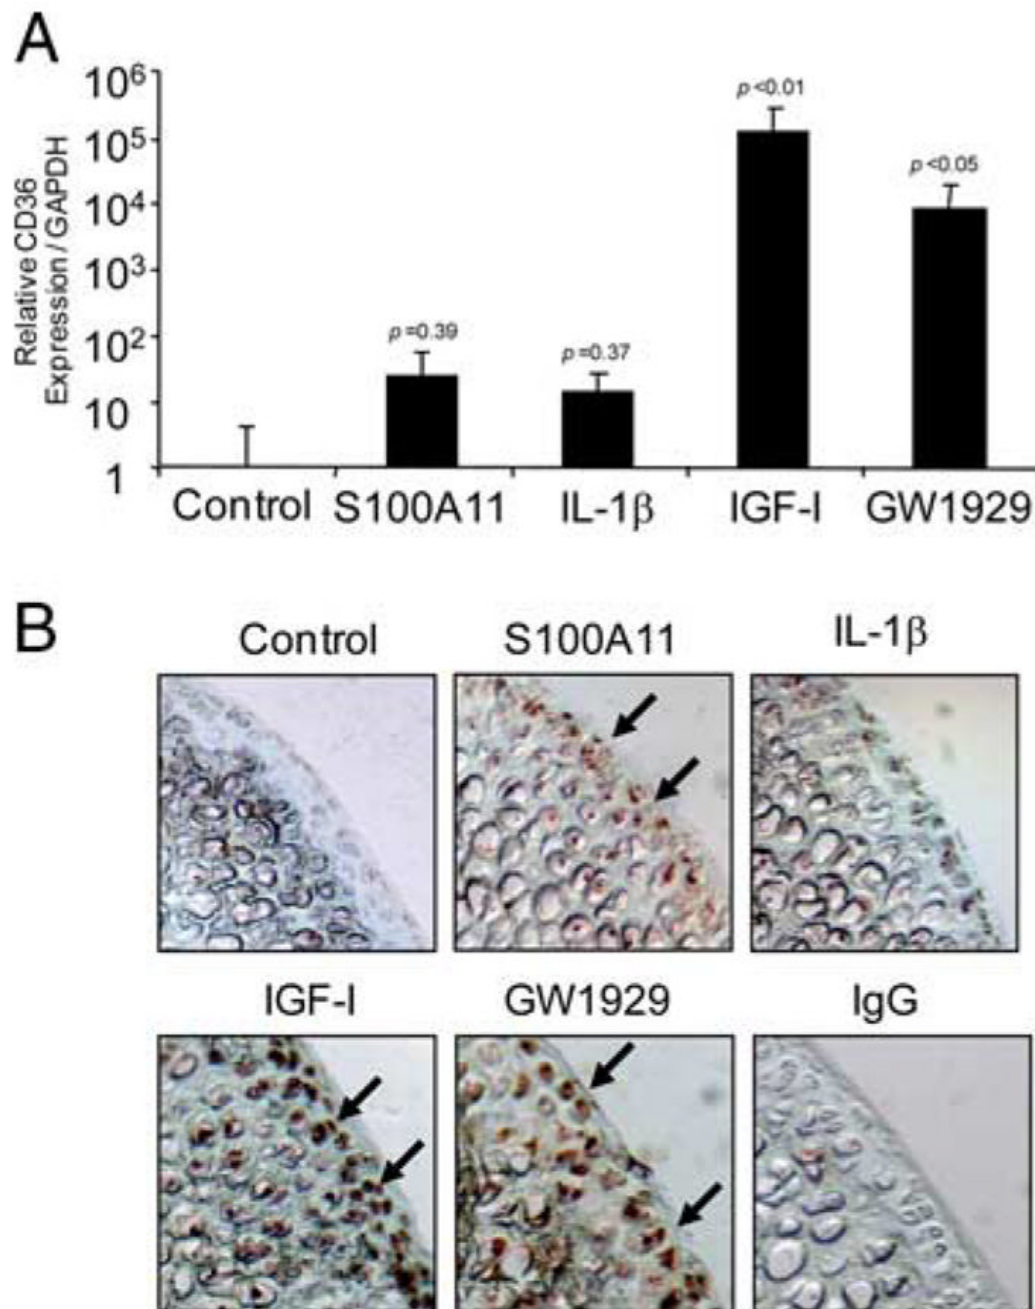 A
Relative CD36
Expression / GAPDH
10⁶
10⁵
10⁴
10³
10²
10
1
p=0.39
p=0.37
p<0.01
p<0.05
Control S100A11 IL-1β IGF-I GW1929
B
Control S100A11 IL-1β
IGF-I GW1929 IgG